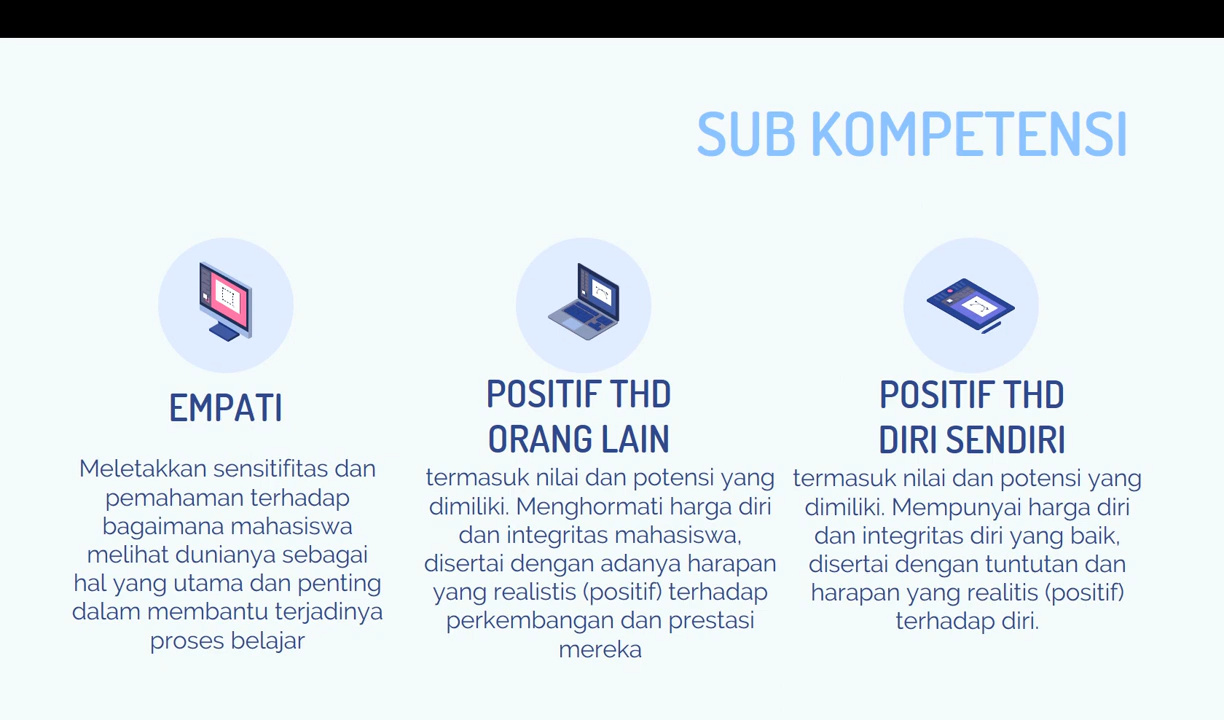 SUB KOMPETENSI
EMPATI
Meletakkan sensitifitas dan
pemahaman terhadap
bagaimana mahasiswa
melihat dunianya sebagai
hal yang utama dan penting
dalam membantu terjadinya
proses belajar
POSITIF THD
ORANG LAIN
termasuk nilai dan potensi yang
dimiliki. Menghormati harga diri
dan integritas mahasiswa,
disertai dengan adanya harapan
yang realistis (positif) terhadap
perkembangan dan prestasi
mereka
POSITIF THD
DIRI SENDIRI
termasuk nilai dan potensi yang
dimiliki. Mempunyai harga diri
dan integritas diri yang baik,
disertai dengan tuntutan dan
harapan yang realitis (positif)
terhadap diri.